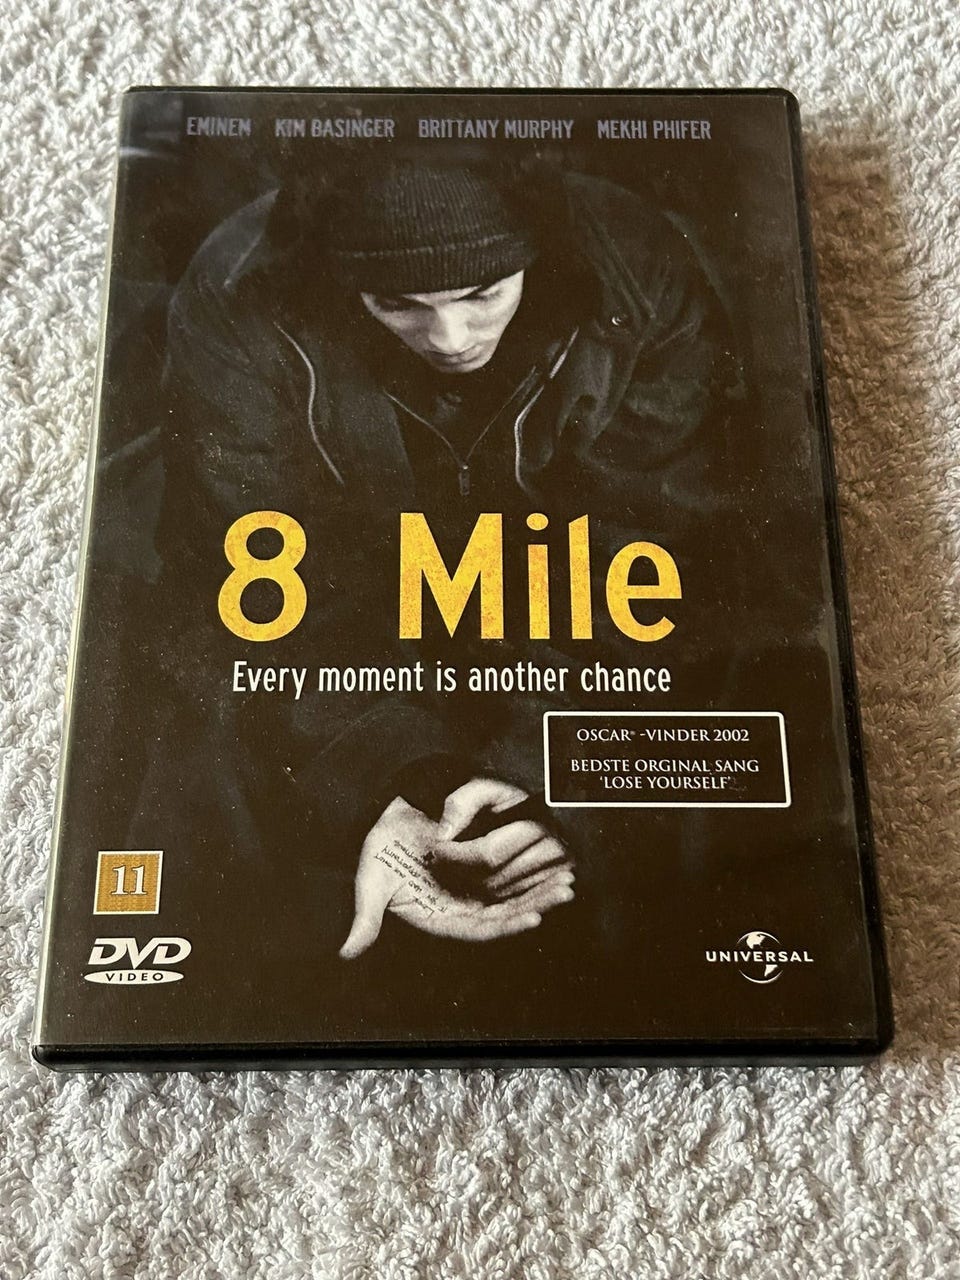 EMINEM KIM BASINGER BRITTANY MURPHY MEKHI PHIFER
8 Mile
Every moment is another chance
OSCAR® -VINDER 2002
BEDSTE ORGINAL SANG
'LOSE YOURSELF'
11
DVD
VIDEO
UNIVERSAL